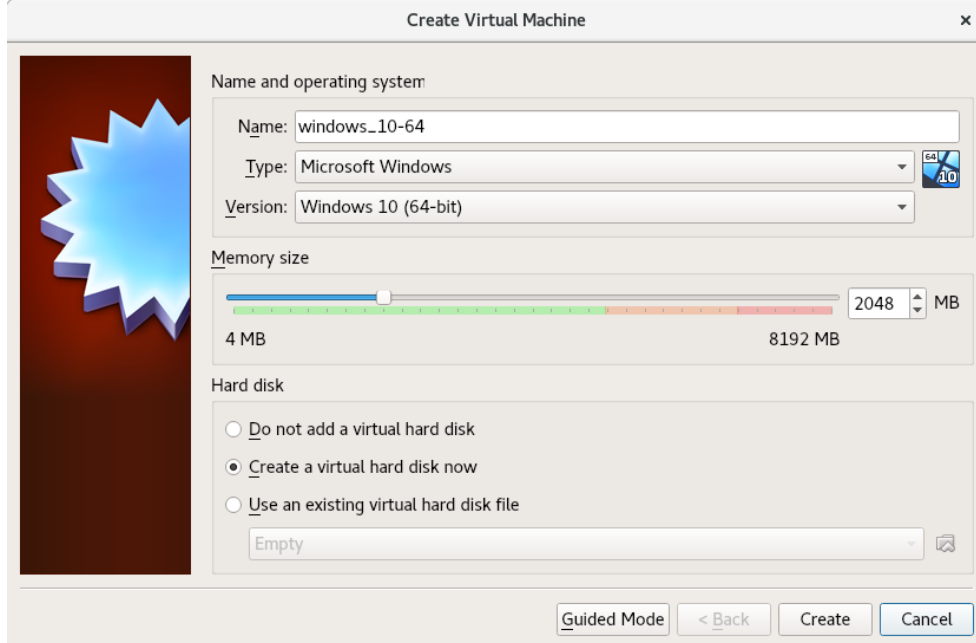 Create Virtual Machine ×
Name and operating system
Name: windows_10-64
Type: Microsoft Windows
64 10
Version: Windows 10 (64-bit)
Memory size
2048 MB
4 MB 8192 MB
Hard disk
Do not add a virtual hard disk
Create a virtual hard disk now
Use an existing virtual hard disk file
Empty
Guided Mode < Back Create Cancel